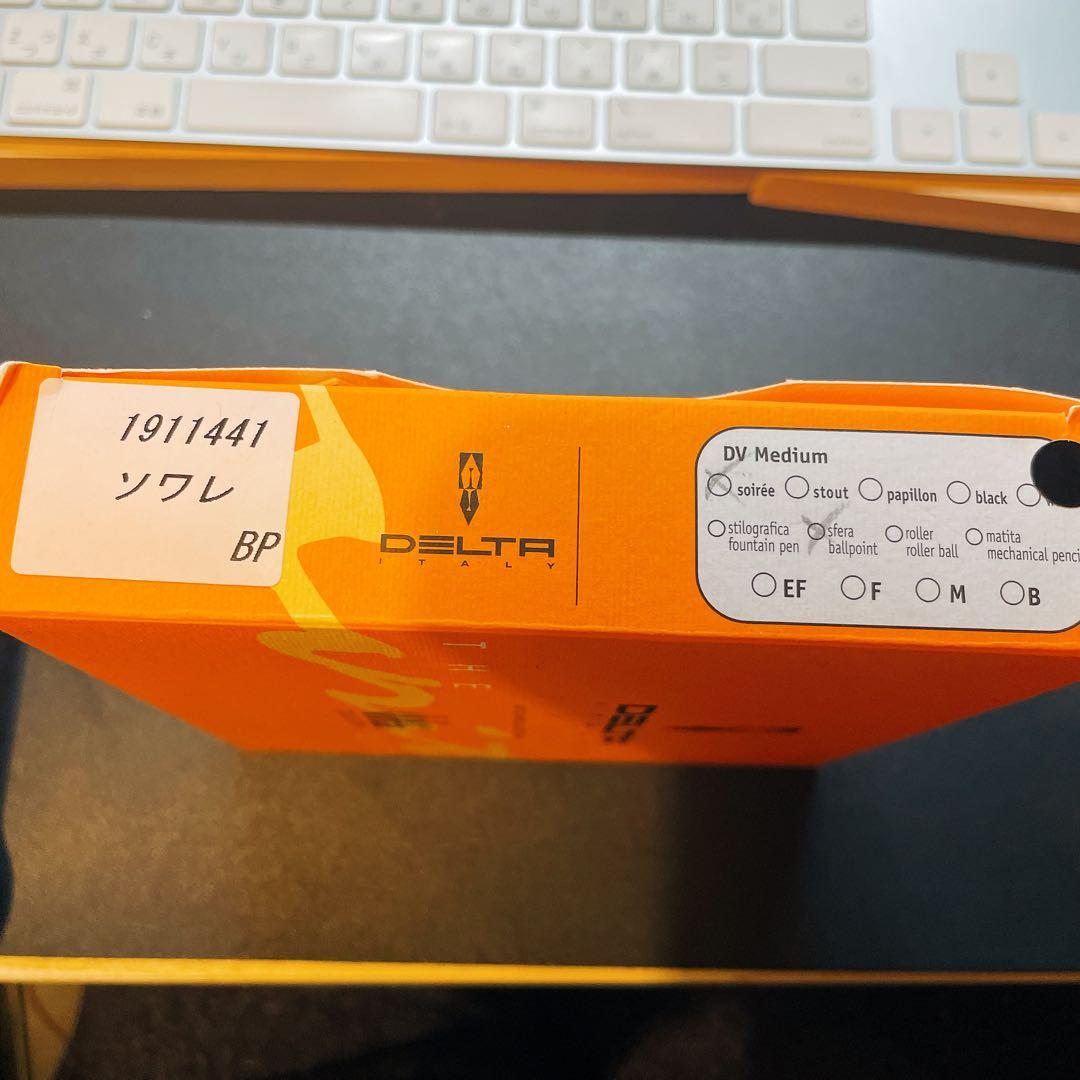 1911441
ソワレ
BP
DELTA
ITALY
DV Medium
soirée stout papillon black
stilografica fountain pen sfera ballpoint roller roller ball matita mechanical
EF F M B
THE